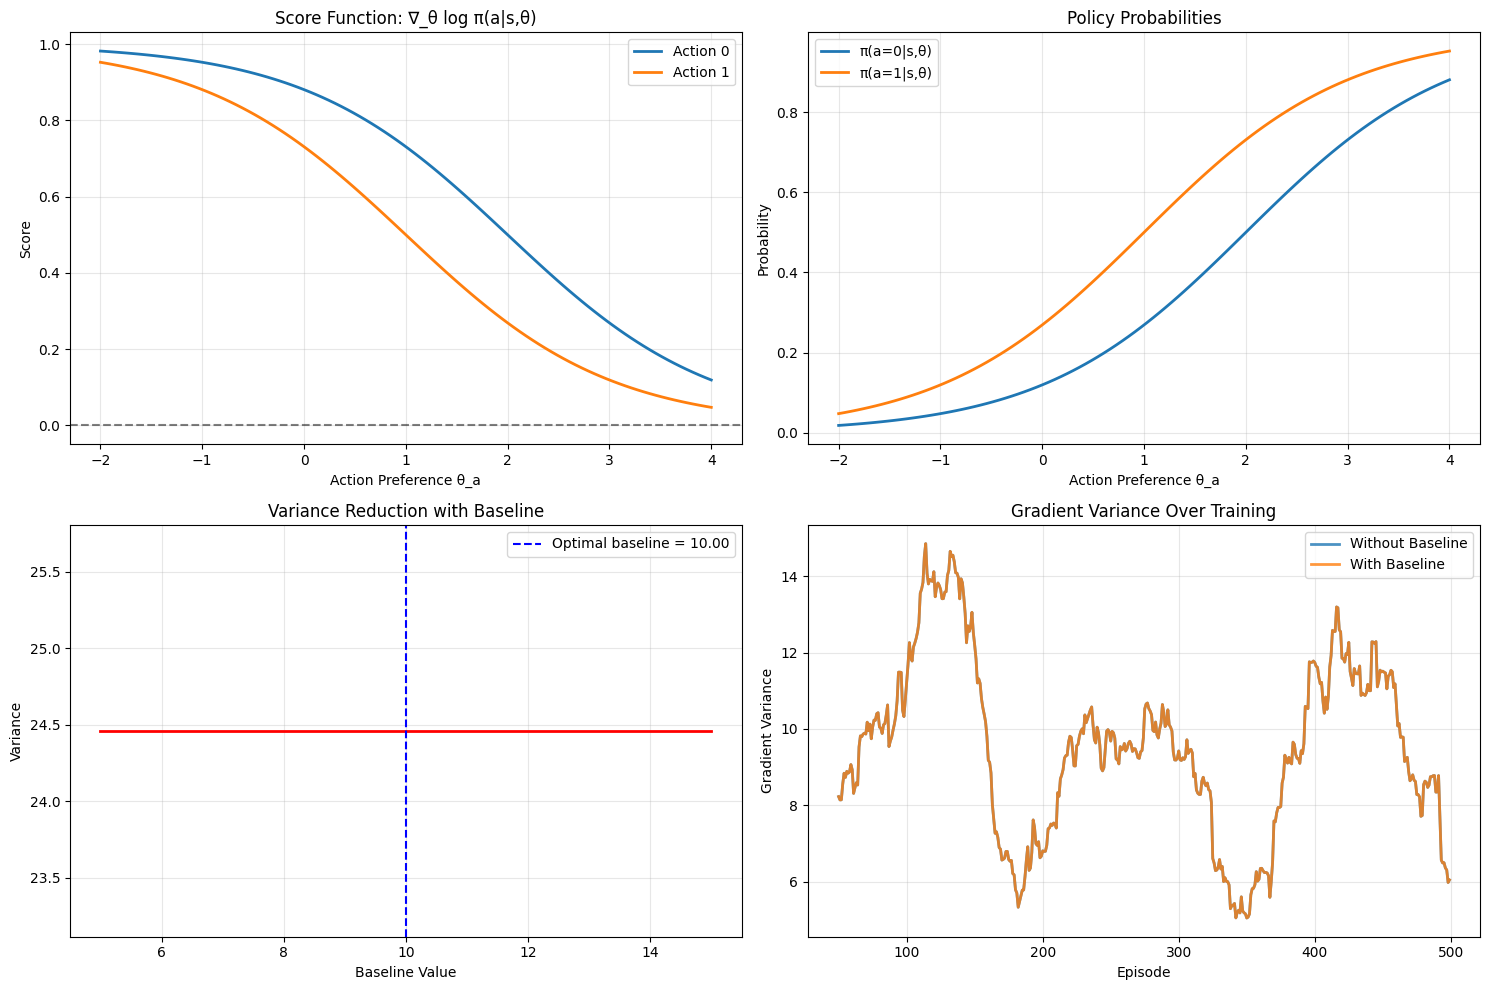 Score Function: ∇_θ log π(a|s,θ)
Score
1.0
0.8
0.6
0.4
0.2
0.0
Action 0
Action 1
−2 −1 0 1 2 3 4
Action Preference θ_a
Policy Probabilities
Probability
0.8
0.6
0.4
0.2
0.0
π(a=0|s,θ)
π(a=1|s,θ)
−2 −1 0 1 2 3 4
Action Preference θ_a
Variance Reduction with Baseline
Variance
25.5
25.0
24.5
24.0
23.5
Optimal baseline = 10.00
6 8 10 12 14
Baseline Value
Gradient Variance Over Training
Gradient Variance
14
12
10
8
6
Without Baseline
With Baseline
100 200 300 400 500
Episode